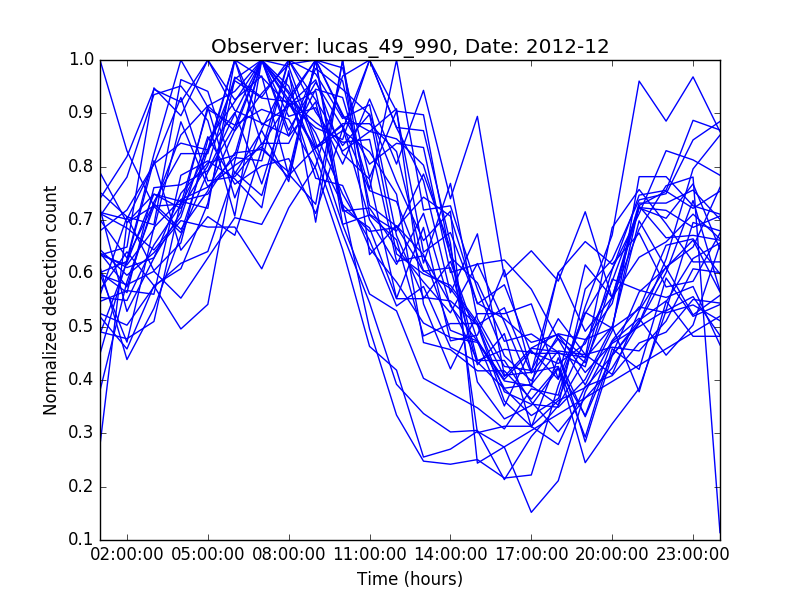 Observer: lucas_49_990, Date: 2012-12
1.0
0.9
0.8
0.7
0.6
0.5
0.4
0.3
0.2
0.1
Normalized detection count
02:00:00 05:00:00 08:00:00 11:00:00 14:00:00 17:00:00 20:00:00 23:00:00
Time (hours)